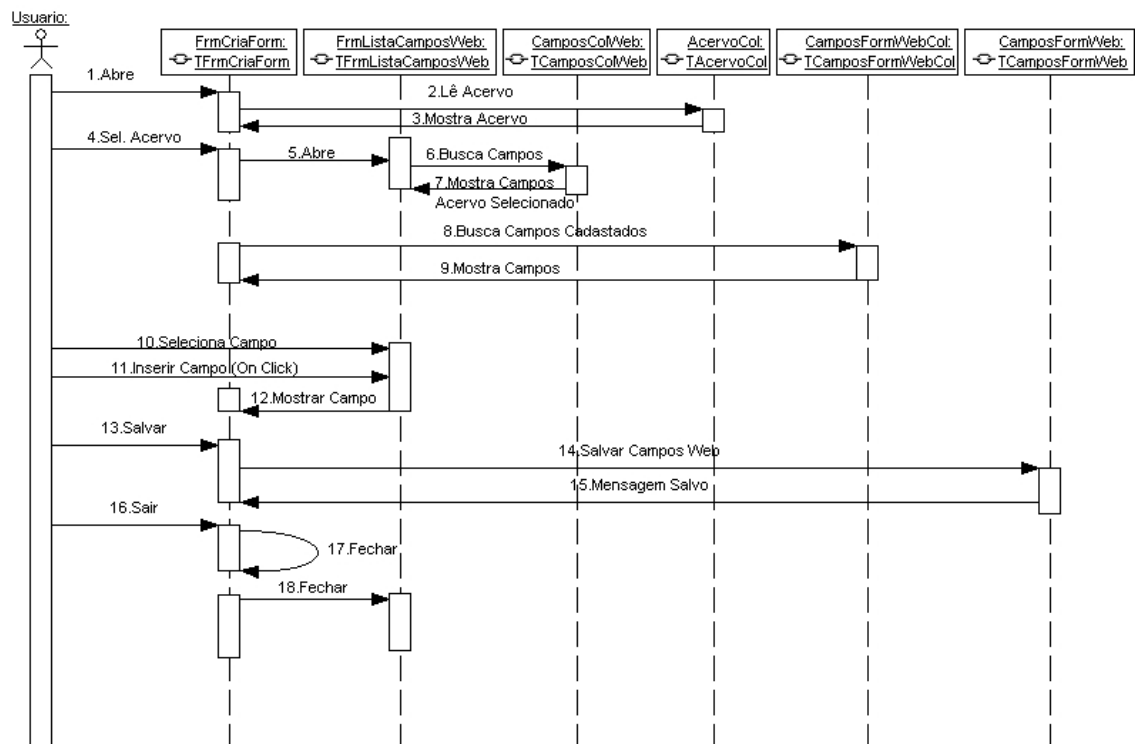 Usuario:
FrmCriaForm:
TFrmCriaForm
FrmListaCamposWeb:
TFrmListaCamposWeb
CamposColWeb:
TCamposColWeb
AcervoCol:
TAcervoCol
CamposFormWebCol:
TCamposFormWebCol
CamposFormWeb:
TCamposFormWeb
1.Abre
2.Lê Acervo
3.Mostra Acervo
4.Sel. Acervo
5.Abre
6.Busca Campos
7.Mostra Campos
Acervo Selecionado
8.Busca Campos Cadastados
9.Mostra Campos
10.Seleciona Campo
11.Inserir Campo (On Click)
12.Mostrar Campo
13.Salvar
14.Salvar Campos Web
15.Mensagem Salvo
16.Sair
17.Fechar
18.Fechar